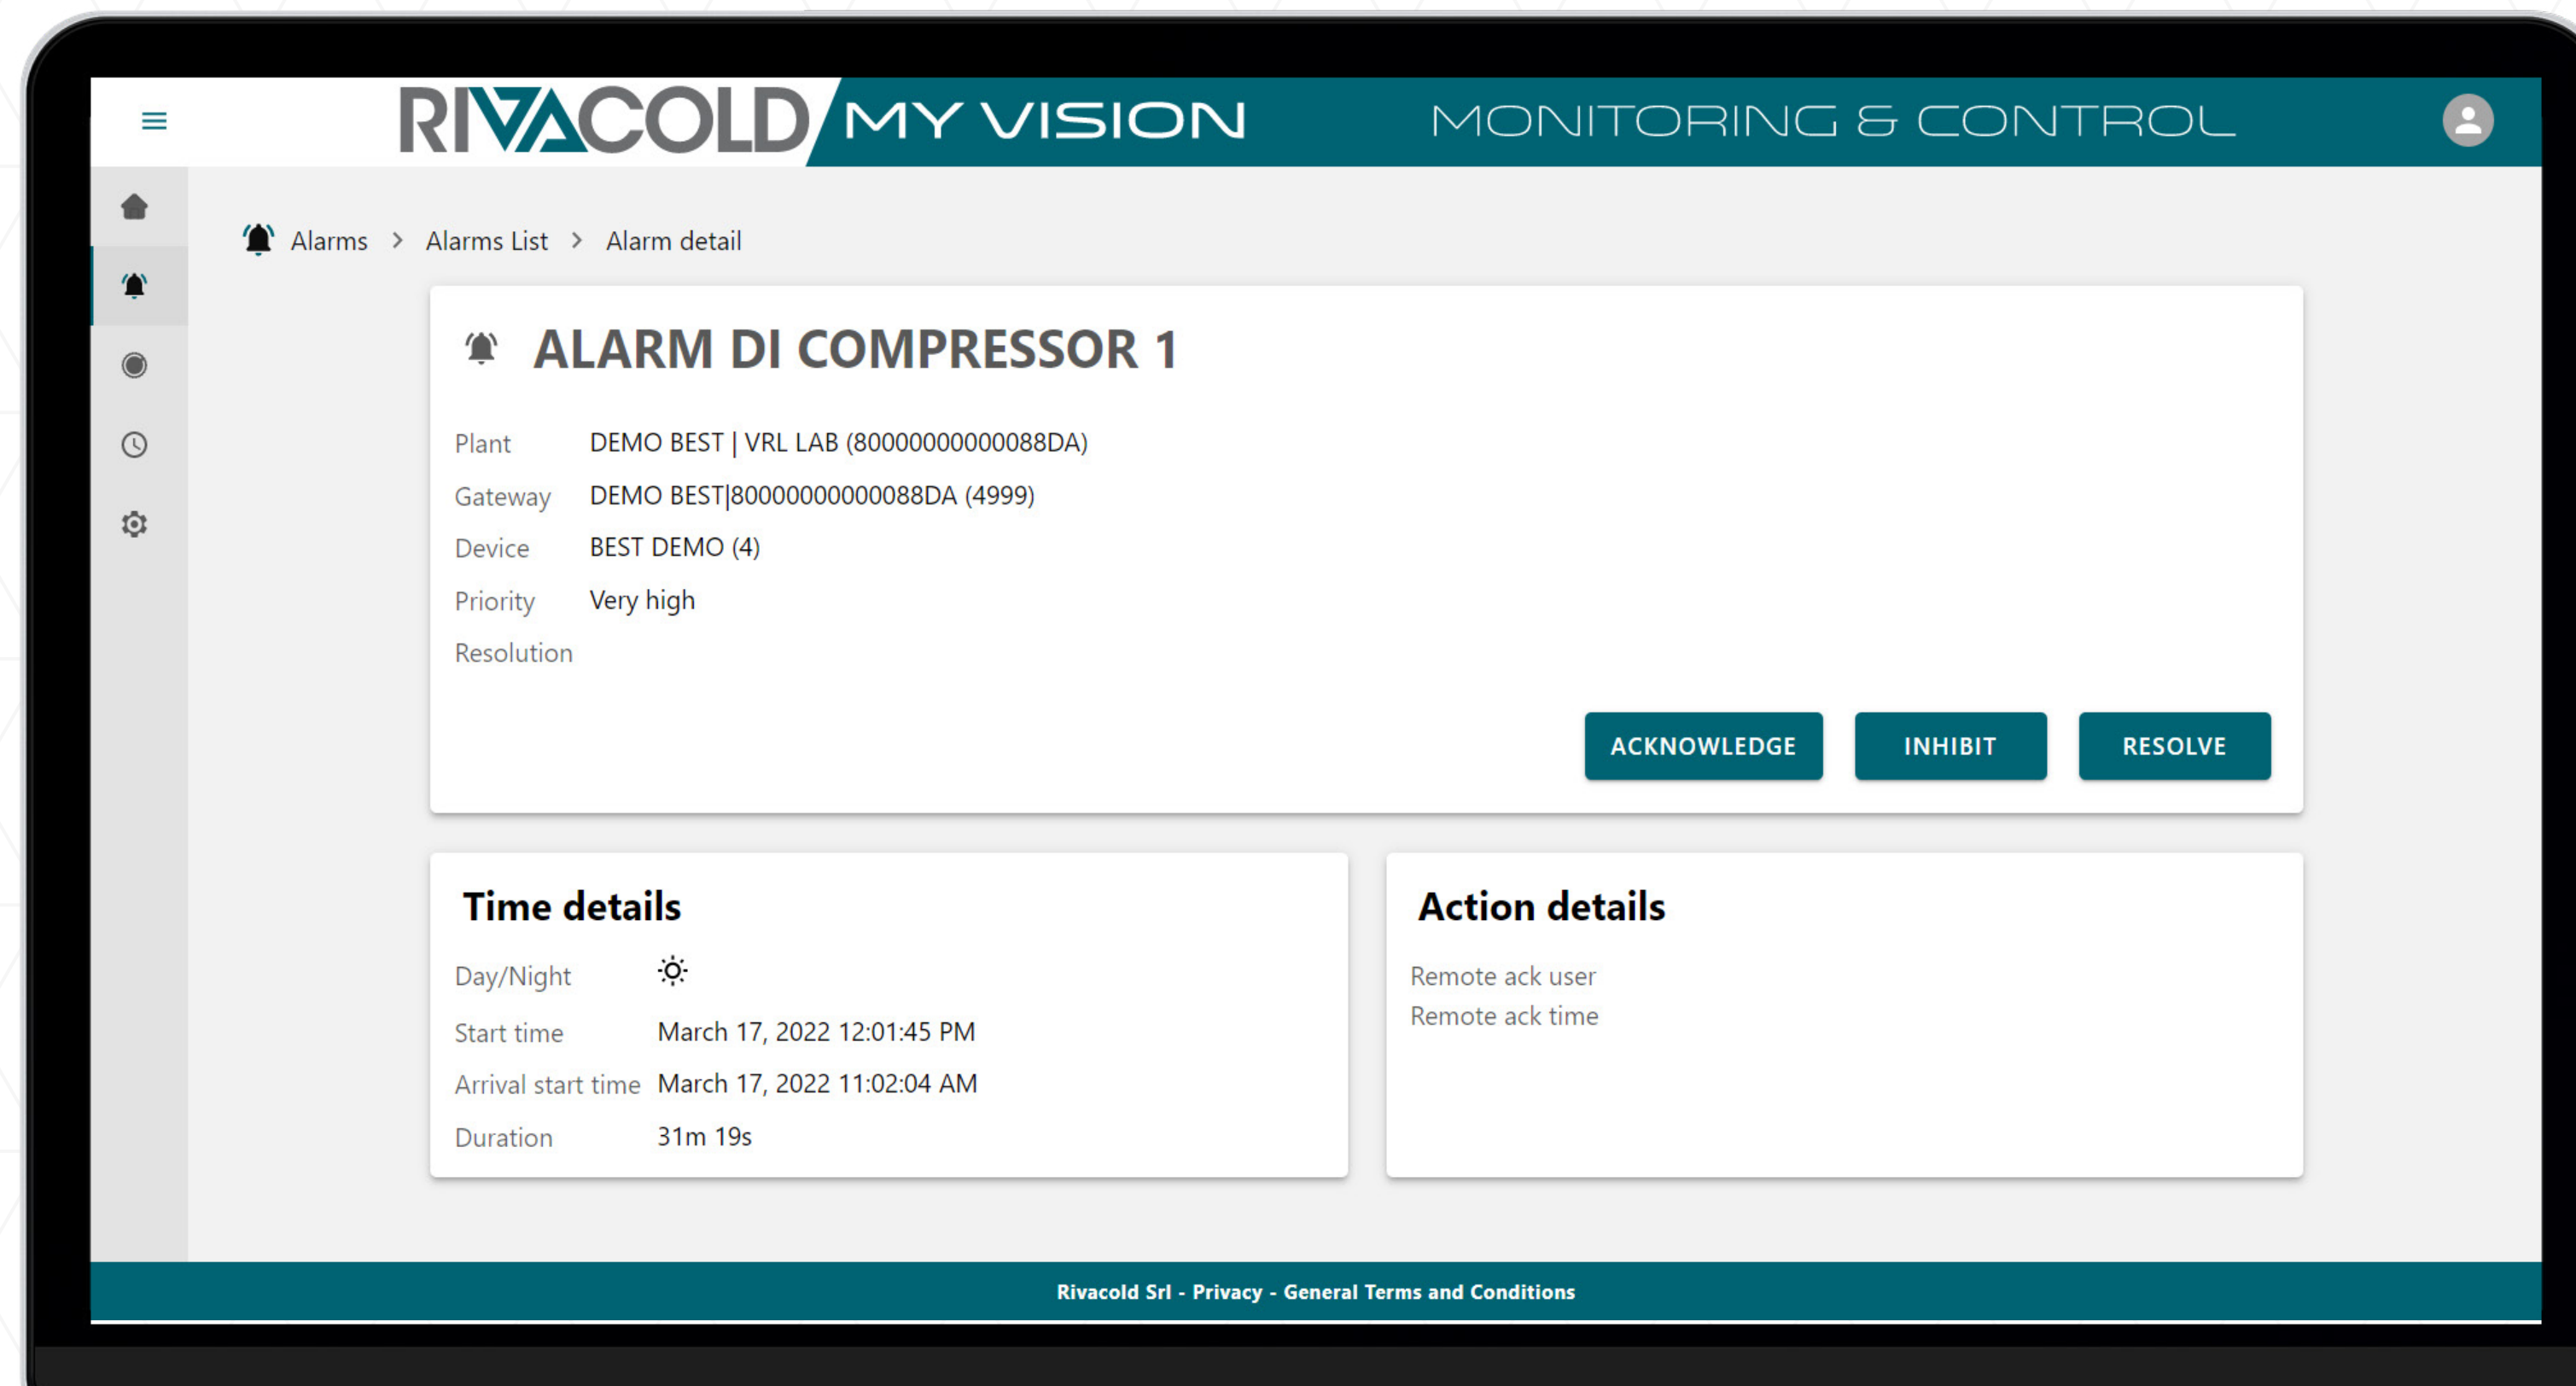 RIVACOLD MY VISION MONITORING & CONTROL
Alarms > Alarms List > Alarm detail
ALARM DI COMPRESSOR 1
Plant DEMO BEST | VRL LAB (80000000000088DA)
Gateway DEMO BEST|80000000000088DA (4999)
Device BEST DEMO (4)
Priority Very high
Resolution
ACKNOWLEDGE INHIBIT RESOLVE
Time details
Day/Night
Start time March 17, 2022 12:01:45 PM
Arrival start time March 17, 2022 11:02:04 AM
Duration 31m 19s
Action details
Remote ack user
Remote ack time
Rivacold Srl - Privacy - General Terms and Conditions